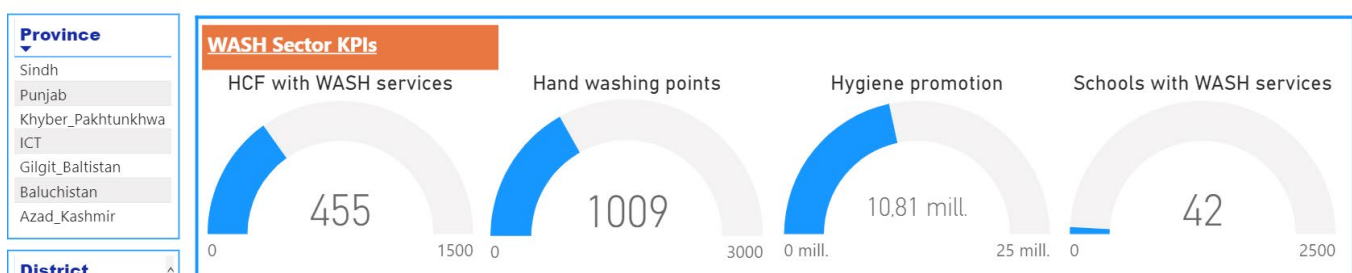 Province
Sindh
Punjab
Khyber_Pakhtunkhwa
ICT
Gilgit_Baltistan
Baluchistan
Azad_Kashmir
District
WASH Sector KPIs
HCF with WASH services
455
0
1500
Hand washing points
1009
0
3000
Hygiene promotion
10,81 mill.
0 mill.
25 mill.
Schools with WASH services
42
0
2500